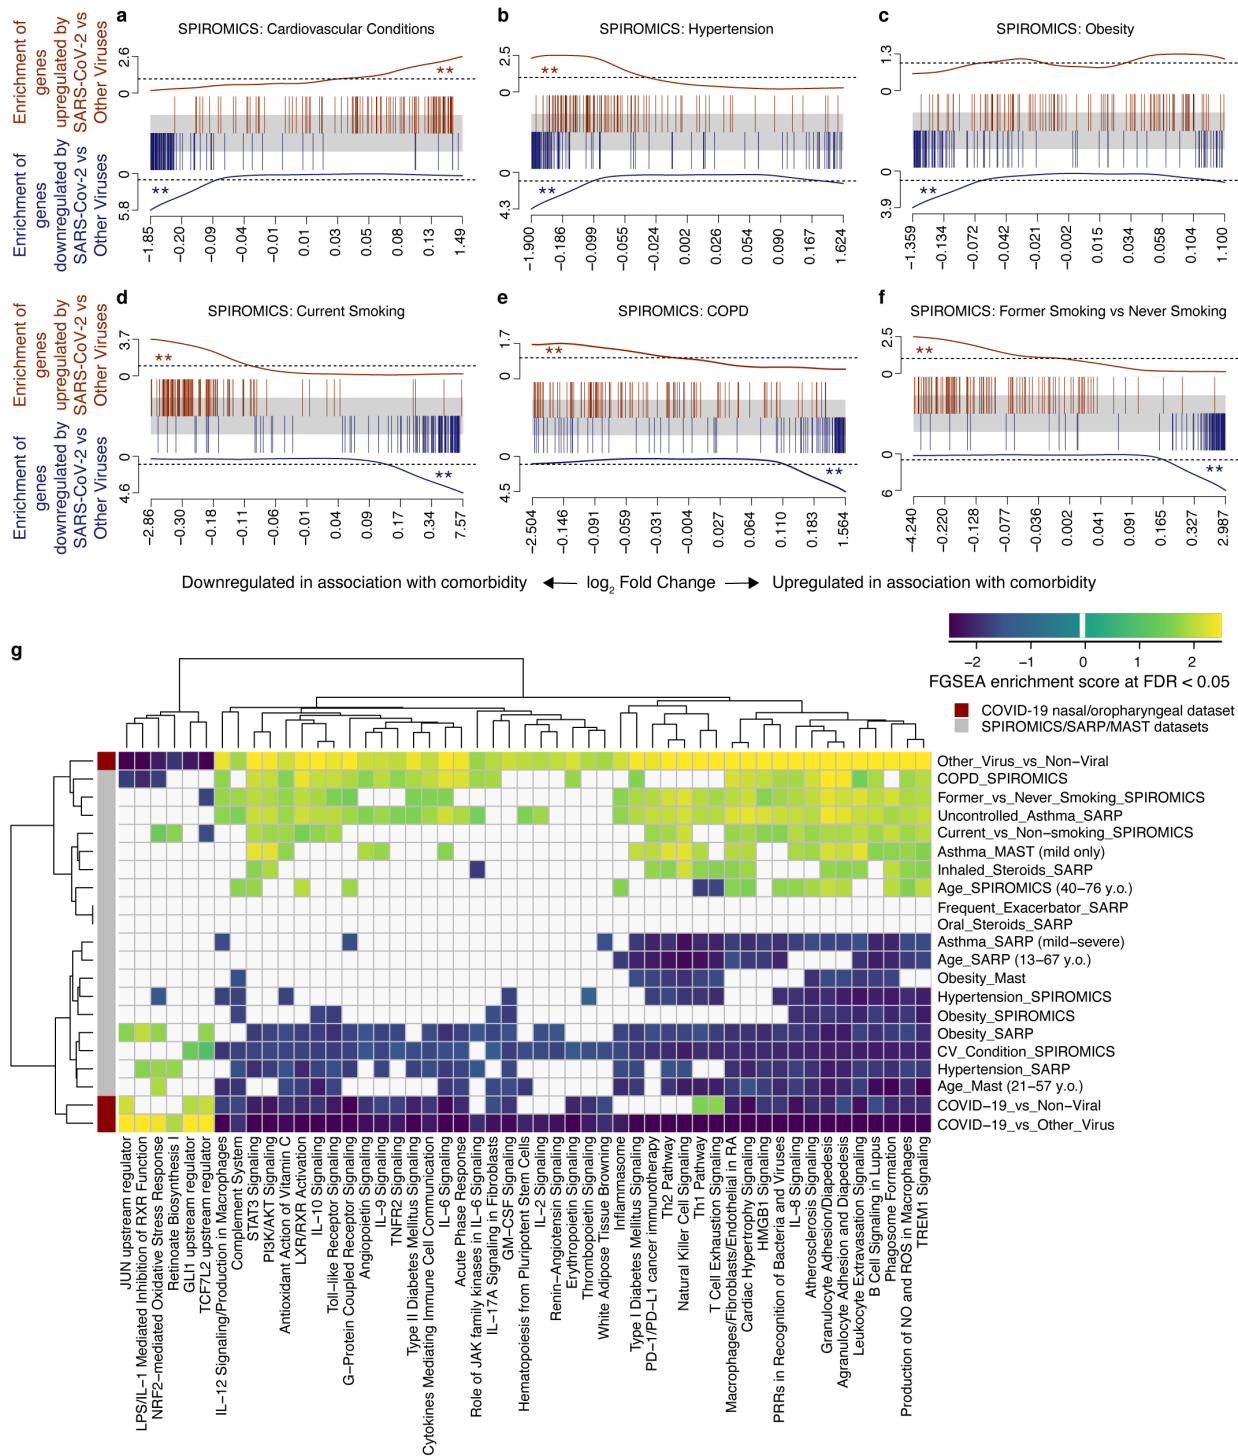 a
SPIROMICS: Cardiovascular Conditions
Enrichment of
genes
upregulated by
SARS-CoV-2 vs
Other Viruses
Enrichment of
genes
downregulated by
SARS-Cov-2 vs
Other Viruses
2.6
0
**
0
5.8
**
−1.85 −0.20 −0.09 −0.04 −0.01 0.01 0.03 0.05 0.08 0.13 1.49
b
SPIROMICS: Hypertension
2.5
0
**
0
4.3
**
−1.900 −0.186 −0.099 −0.055 −0.024 0.002 0.026 0.054 0.090 0.167 1.624
c
SPIROMICS: Obesity
1.3
0
0
3.9
**
−1.359 −0.134 −0.072 −0.042 −0.021 −0.002 0.015 0.034 0.058 0.104 1.100
d
SPIROMICS: Current Smoking
Enrichment of
genes
upregulated by
SARS-CoV-2 vs
Other Viruses
Enrichment of
genes
downregulated by
SARS-CoV-2 vs
Other Viruses
3.7
0
**
0
4.6
**
−2.86 −0.30 −0.18 −0.11 −0.06 −0.01 0.04 0.09 0.17 0.34 7.57
e
SPIROMICS: COPD
1.7
0
**
0
4.5
**
−2.504 −0.146 −0.091 −0.059 −0.031 −0.004 0.027 0.064 0.110 0.183 1.564
f
SPIROMICS: Former Smoking vs Never Smoking
2.5
0
**
0
6
**
−4.240 −0.220 −0.128 −0.077 −0.036 0.002 0.041 0.091 0.165 0.327 2.987
Downregulated in association with comorbidity ← log2 Fold Change → Upregulated in association with comorbidity
g
−2 −1 0 1 2
FGSEA enrichment score at FDR < 0.05
COVID-19 nasal/oropharyngeal dataset
SPIROMICS/SARP/MAST datasets
Other_Virus_vs_Non-Viral
COPD_SPIROMICS
Former_vs_Never_Smoking_SPIROMICS
Uncontrolled_Asthma_SARP
Current_vs_Non−smoking_SPIROMICS
Asthma_MAST (mild only)
Inhaled_Steroids_SARP
Age_SPIROMICS (40−76 y.o.)
Frequent_Exacerbator_SARP
Oral_Steroids_SARP
Asthma_SARP (mild−severe)
Age_SARP (13−67 y.o.)
Obesity_Mast
Hypertension_SPIROMICS
Obesity_SPIROMICS
Obesity_SARP
CV_Condition_SPIROMICS
Hypertension_SARP
Age_Mast (21−57 y.o.)
COVID−19_vs_Non−Viral
COVID−19_vs_Other_Virus
JUN upstream regulator
LPS/IL−1 Mediated Inhibition of RXR Function
NRF2−mediated Oxidative Stress Response
Retinoate Biosynthesis I
GLI1 upstream regulator
TCF7L2 upstream regulator
IL−12 Signaling/Production in Macrophages
Complement System
STAT3 Signaling
PI3K/AKT Signaling
Antioxidant Action of Vitamin C
LXR/RXR Activation
IL−10 Signaling
Toll−like Receptor Signaling
G−Protein Coupled Receptor Signaling
Angiopoietin Signaling
IL−9 Signaling
TNFR2 Signaling
Type II Diabetes Mellitus Signaling
Cytokines Mediating Immune Cell Communication
IL−6 Signaling
Acute Phase Response
Role of JAK family kinases in IL−6 Signaling
IL−17A Signaling in Fibroblasts
GM−CSF Signaling
Hematopoiesis from Pluripotent Stem Cells
IL−2 Signaling
Renin−Angiotensin Signaling
Erythropoietin Signaling
Thrombopoietin Signaling
White Adipose Tissue Browning
Inflammasome
Type I Diabetes Mellitus Signaling
PD−1/PD−L1 cancer immunotherapy
Th2 Pathway
Natural Killer Cell Signaling
Th1 Pathway
T Cell Exhaustion Signaling
Macrophages/Fibroblasts/Endothelial in RA
Cardiac Hypertrophy Signaling
HMGB1 Signaling
PRRs in Recognition of Bacteria and Viruses
IL−8 Signaling
Atherosclerosis Signaling
Granulocyte Adhesion/Diapedesis
Agranulocyte Adhesion and Diapedesis
Leukocyte Extravasation Signaling
B Cell Signaling in Lupus
Phagosome Formation
Production of NO and ROS in Macrophages
TREM1 Signaling